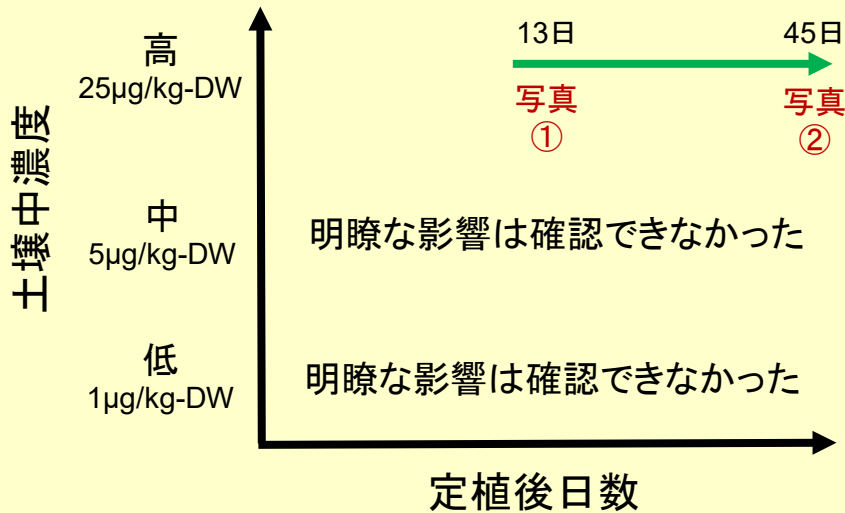 土壌中濃度
高
25μg/kg-DW
13日
45日
写真
①
写真
②
中
5μg/kg-DW
明瞭な影響は確認できなかった
低
1μg/kg-DW
明瞭な影響は確認できなかった
定植後日数